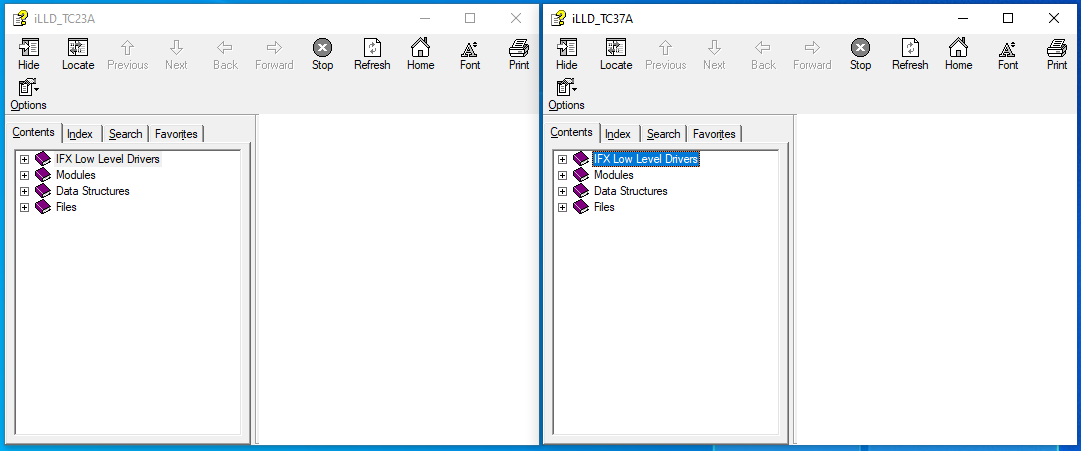 iLLD_TC23A
Hide Locate Previous Next Back Forward Stop Refresh Home Font Print
Options
Contents Index Search Favorites
IFX Low Level Drivers
Modules
Data Structures
Files
iLLD_TC37A
Hide Locate Previous Next Back Forward Stop Refresh Home Font Print
Options
Contents Index Search Favorites
IFX Low Level Drivers
Modules
Data Structures
Files